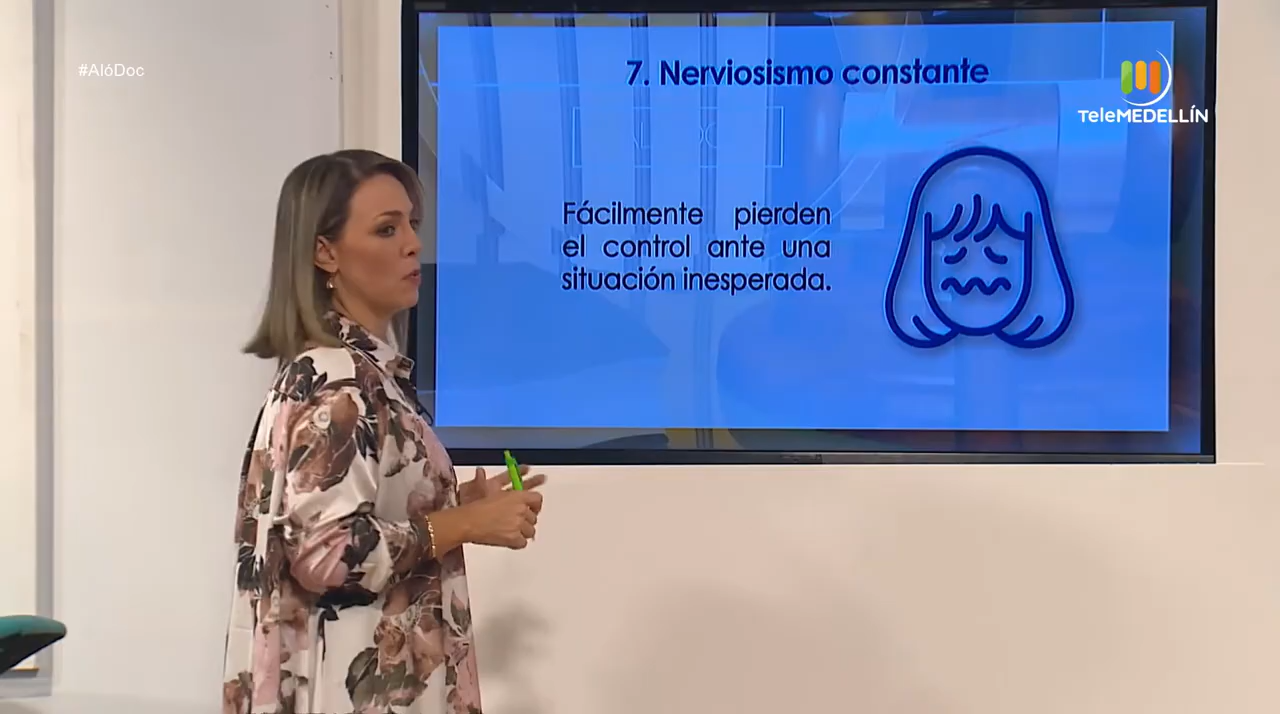 #AlóDoc
7. Nerviosismo constante
TeleMEDELLÍN
Fácilmente pierden
el control ante una
situación inesperada.